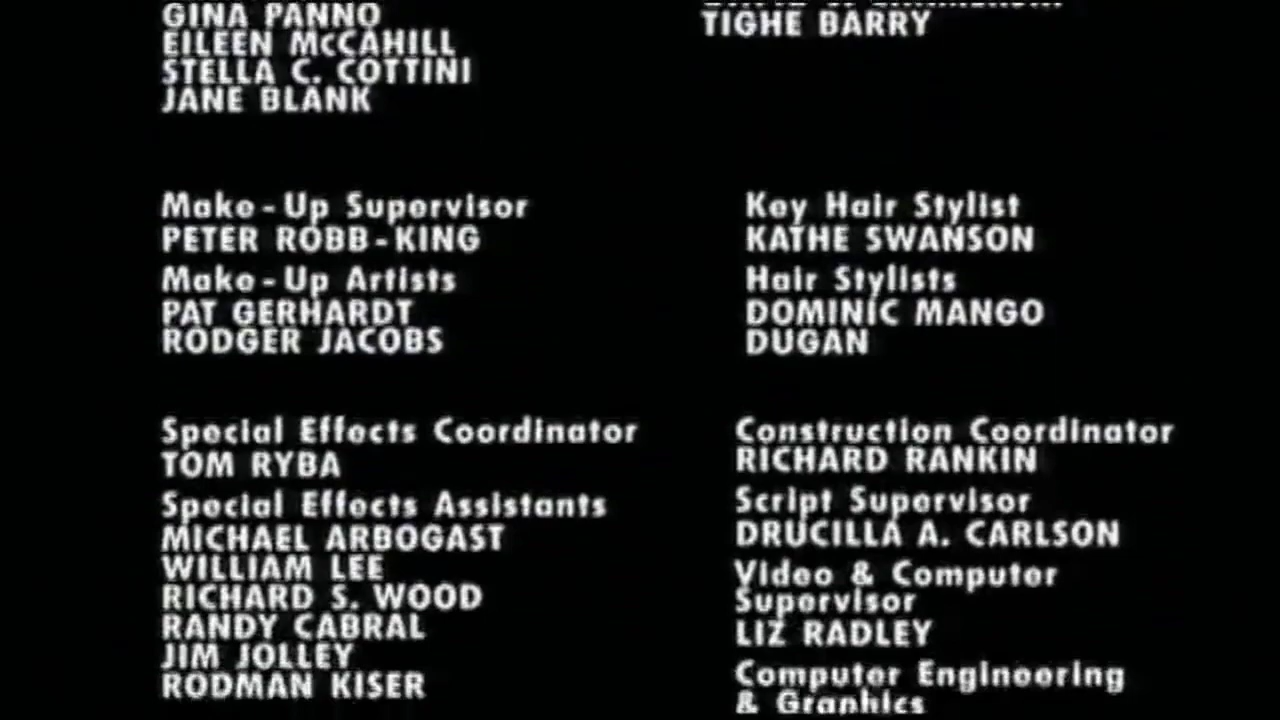 GINA PANNO
EILEEN McCAHILL
STELLA C. COTTINI
JANE BLANK
TIGHE BARRY
Make-Up Supervisor
PETER ROBB-KING
Make-Up Artists
PAT GERHARDT
RODGER JACOBS
Key Hair Stylist
KATHE SWANSON
Hair Stylists
DOMINIC MANGO
DUGAN
Special Effects Coordinator
TOM RYBA
Special Effects Assistants
MICHAEL ARBOGAST
WILLIAM LEE
RICHARD S. WOOD
RANDY CABRAL
JIM JOLLEY
RODMAN KISER
Construction Coordinator
RICHARD RANKIN
Script Supervisor
DRUCILLA A. CARLSON
Video & Computer
Supervisor
LIZ RADLEY
Computer Engineering
& Graphics